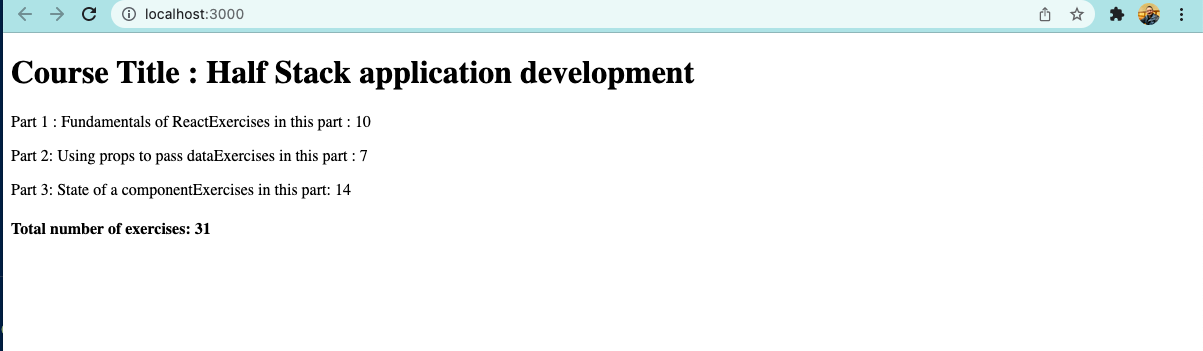 localhost:3000
Course Title : Half Stack application development
Part 1 : Fundamentals of ReactExercises in this part : 10
Part 2: Using props to pass dataExercises in this part : 7
Part 3: State of a componentExercises in this part: 14
Total number of exercises: 31